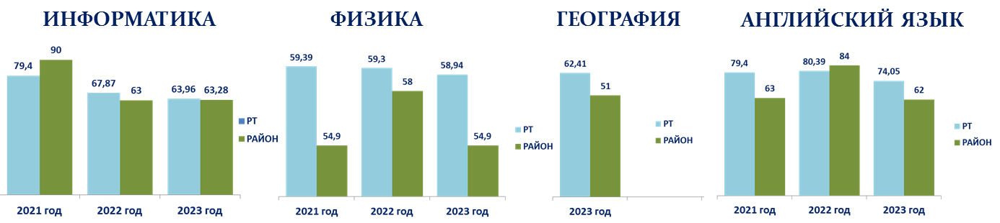 ИНФОРМАТИКА
79,4
90
67,87
63
63,96
63,28
2021 год
2022 год
2023 год
РТ
РАЙОН
ФИЗИКА
59,39
54,9
59,3
58
58,94
54,9
2021 год
2022 год
2023 год
РТ
РАЙОН
ГЕОГРАФИЯ
62,41
51
2023 год
РТ
РАЙОН
АНГЛИЙСКИЙ ЯЗЫК
79,4
63
80,39
84
74,05
62
2021 год
2022 год
2023 год
РТ
РАЙОН